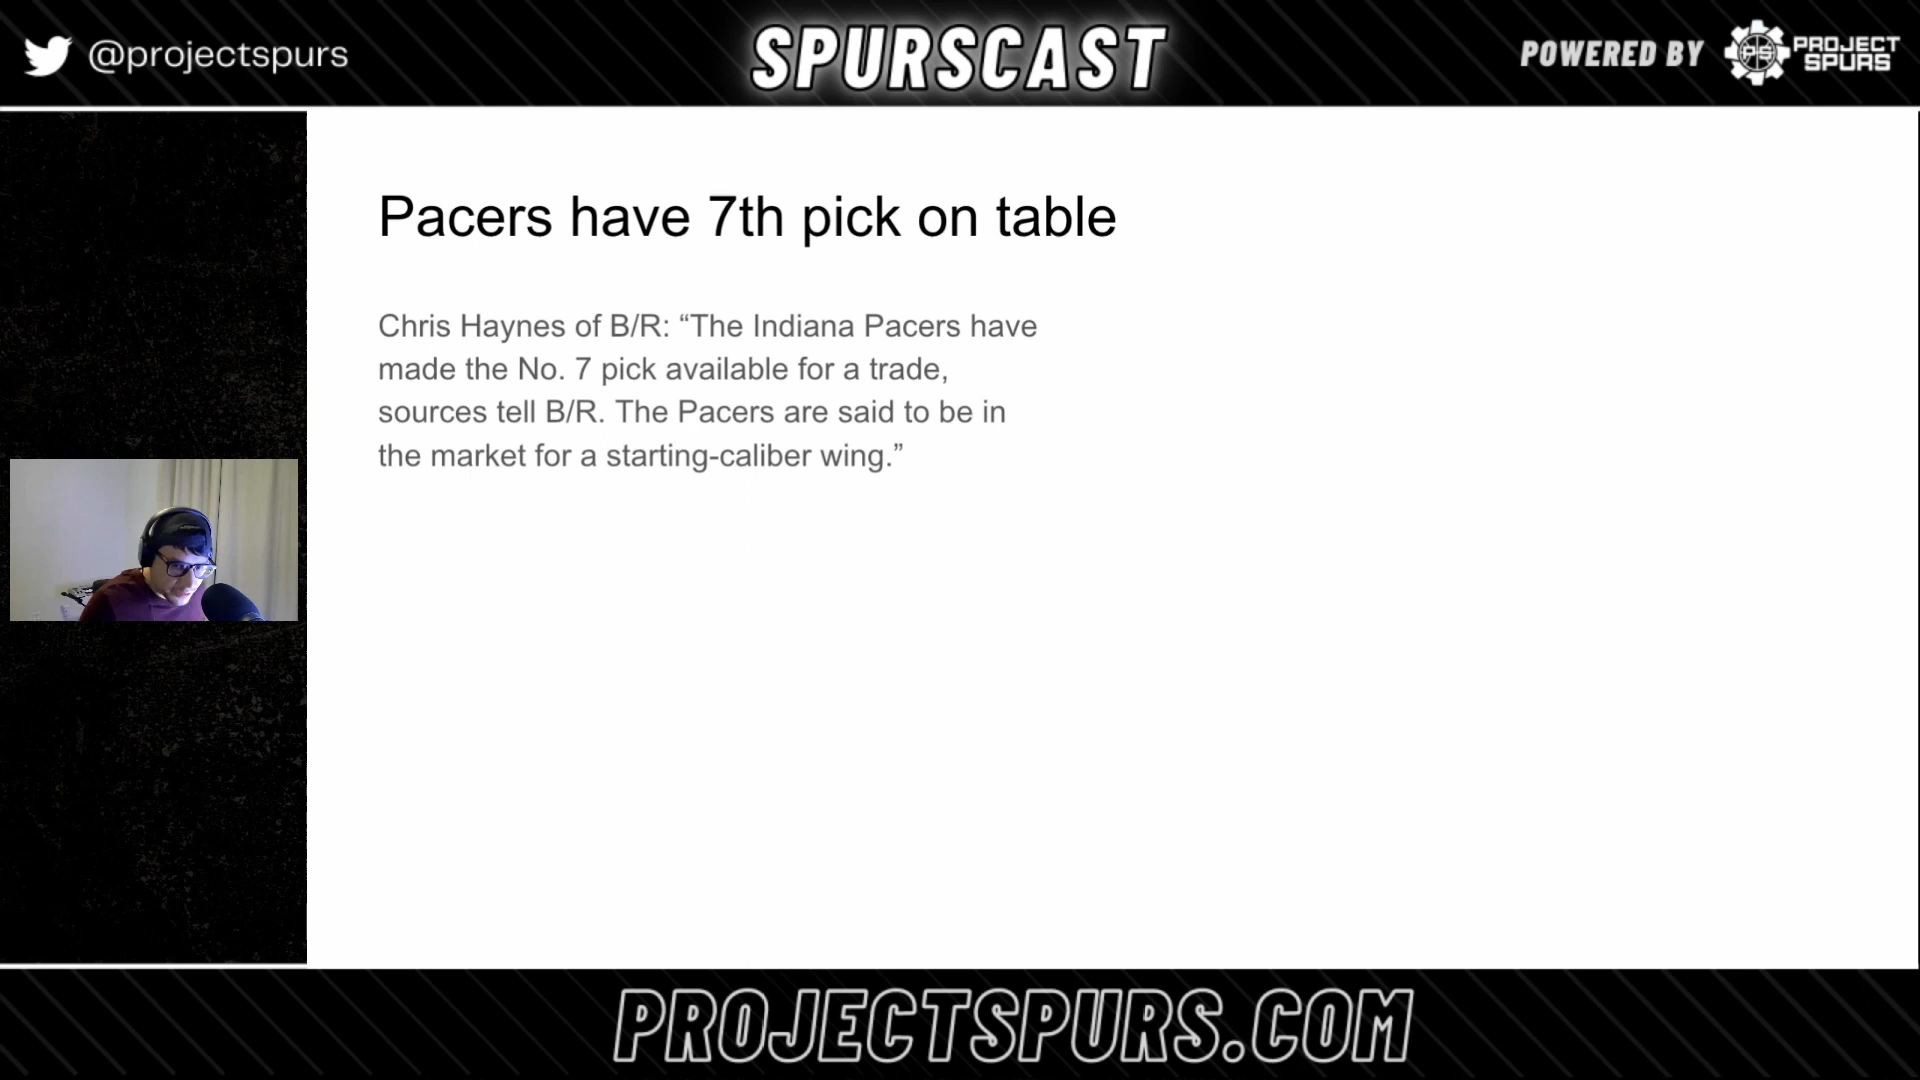 @projectspurs
SPURSCAST
POWERED BY
PS
PROJECT
SPURS
Pacers have 7th pick on table
Chris Haynes of B/R: “The Indiana Pacers have
made the No. 7 pick available for a trade,
sources tell B/R. The Pacers are said to be in
the market for a starting-caliber wing.”
PROJECTSPURS.COM